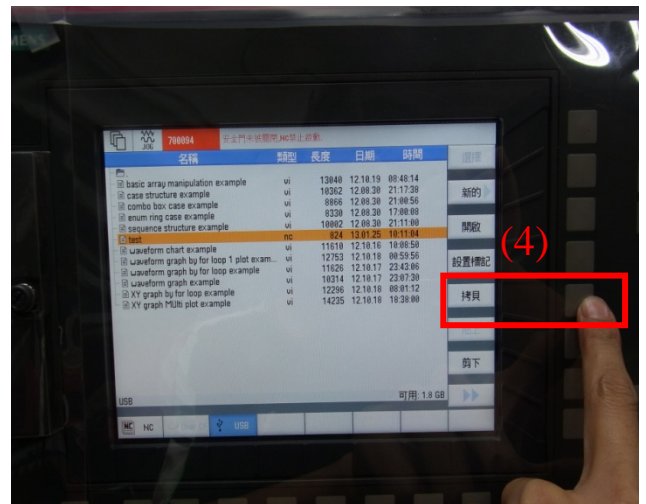 JOG
700094
安全門未被關閉,NC禁止啟動.
名稱 類型 長度 日期 時間
選擇
basic array manipulation example vi 13040 12.10.19 08:48:14
case structure example vi 10362 12.08.30 21:17:38
新的
combo box case example vi 8866 12.08.30 21:00:56
enum ring case example vi 8330 12.08.30 17:00:08
sequence structure example vi 10002 12.08.30 21:11:00
開啟
test nc 824 13.01.25 10:11:04
(4)
waveform chart example vi 11610 12.10.16 10:08:50
waveform graph by for loop 1 plot exam... vi 12753 12.10.18 00:59:56
設置標記
waveform graph by for loop example vi 11626 12.10.17 23:43:06
waveform graph example vi 10314 12.10.17 23:07:30
XY graph by for loop example vi 12296 12.10.18 08:01:12
拷貝
XY graph MUlti plot example vi 14235 12.10.18 18:38:00
剪下
USB
可用: 1.8 GB
NC NC
USB